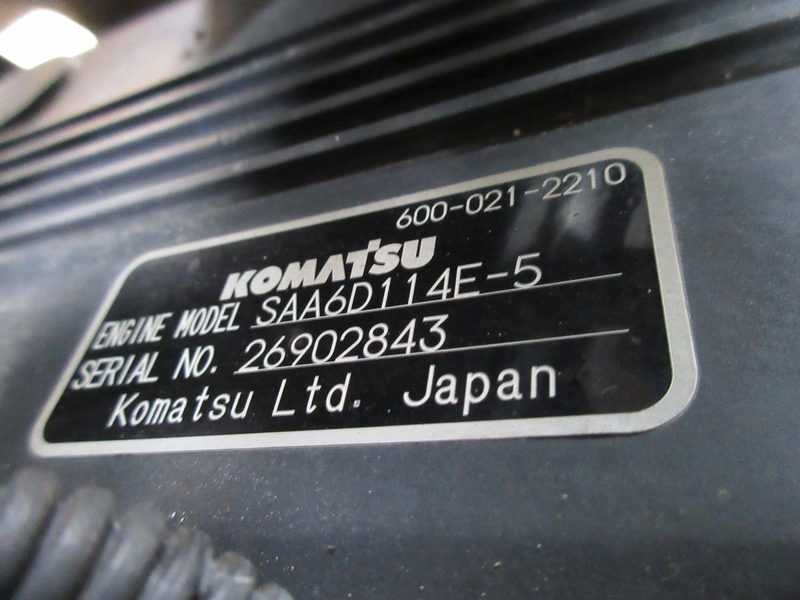 600-021-2210
KOMATSU
ENGINE MODEL SAA6D114E-5
SERIAL NO. 26902843
Komatsu Ltd. Japan